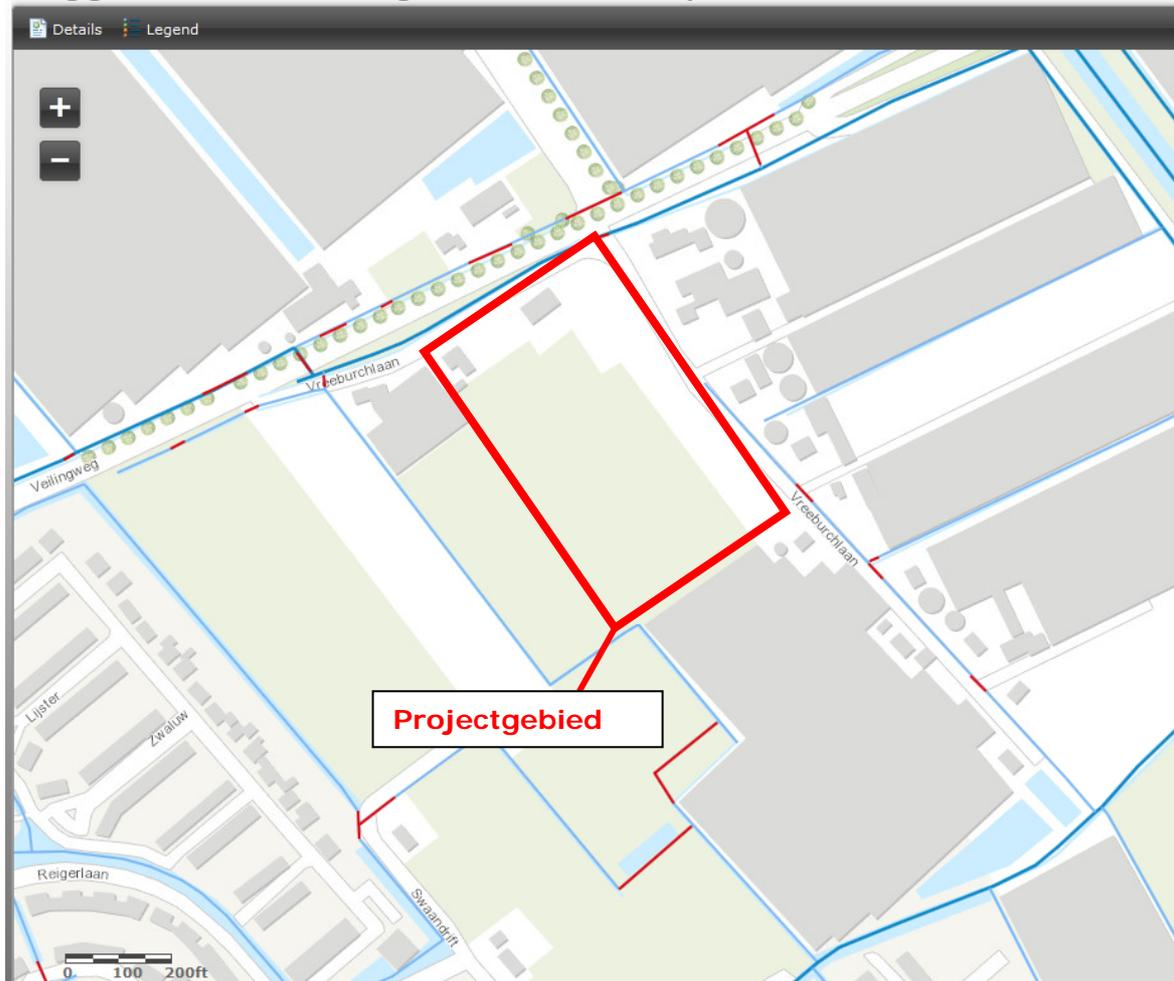 Details Legend
+
−
Vreeburchlaan
Veilingweg
Vreeburchlaan
Projectgebied
Lijster
Zwaluw
Reigerlaan
Swaandrift
0 100 200ft